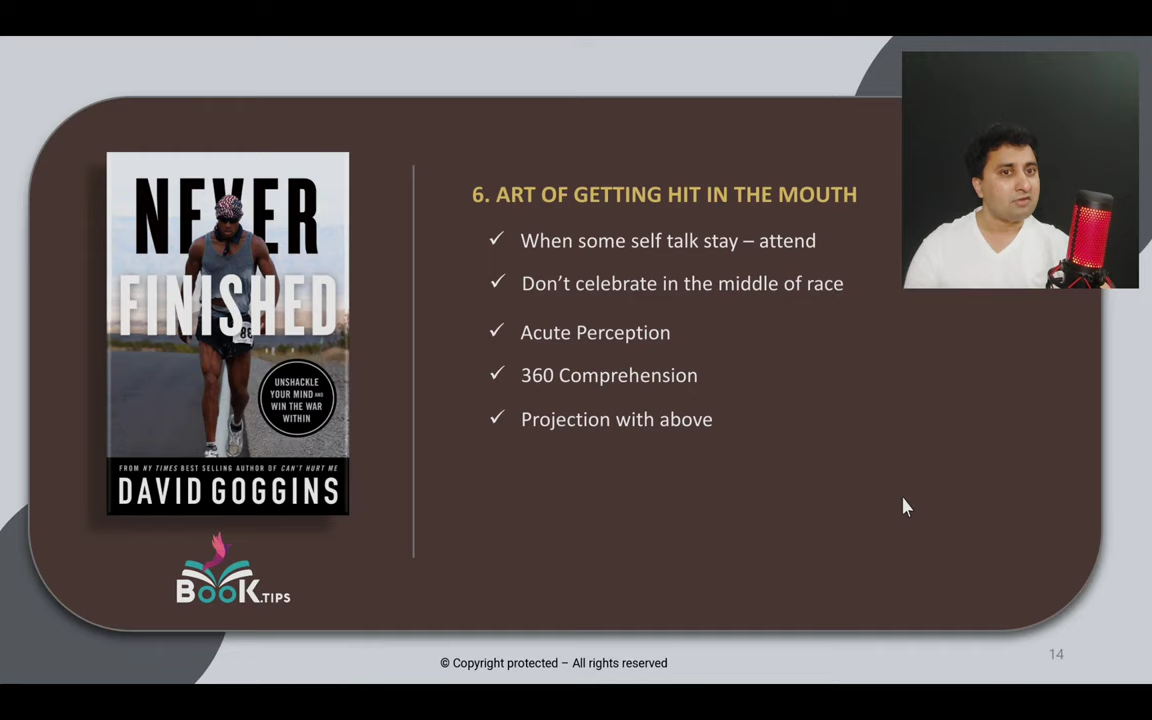 NEVER
FINISHED
86
UNSHACKLE
YOUR MIND AND
WIN THE WAR
WITHIN
FROM NY TIMES BEST SELLING AUTHOR OF CAN'T HURT ME
DAVID GOGGINS
BOOK.TIPS
6. ART OF GETTING HIT IN THE MOUTH
✓ When some self talk stay – attend
✓ Don't celebrate in the middle of race
✓ Acute Perception
✓ 360 Comprehension
✓ Projection with above
© Copyright protected – All rights reserved
14